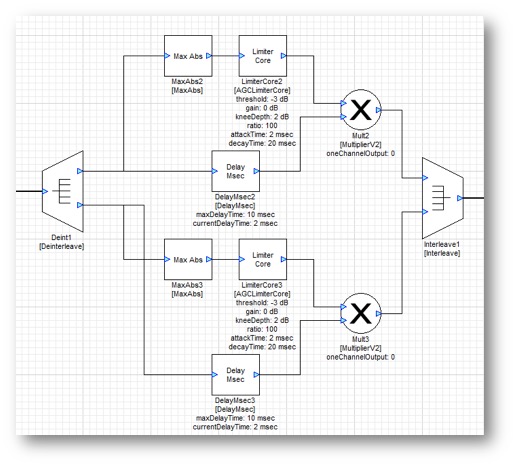 Max Abs
MaxAbs2
[MaxAbs]
Limiter
Core
LimiterCore2
[AGCLimiterCore]
threshold: -3 dB
gain: 0 dB
kneeDepth: 2 dB
ratio: 100
attackTime: 2 msec
decayTime: 20 msec
X
Mult2
[MultiplierV2]
oneChannelOutput: 0
Delay
Msec
DelayMsec2
[DelayMsec]
maxDelayTime: 10 msec
currentDelayTime: 2 msec
Deint1
[Deinterleave]
Interleave1
[Interleave]
Max Abs
MaxAbs3
[MaxAbs]
Limiter
Core
LimiterCore3
[AGCLimiterCore]
threshold: -3 dB
gain: 0 dB
kneeDepth: 2 dB
ratio: 100
attackTime: 2 msec
decayTime: 20 msec
X
Mult3
[MultiplierV2]
oneChannelOutput: 0
Delay
Msec
DelayMsec3
[DelayMsec]
maxDelayTime: 10 msec
currentDelayTime: 2 msec